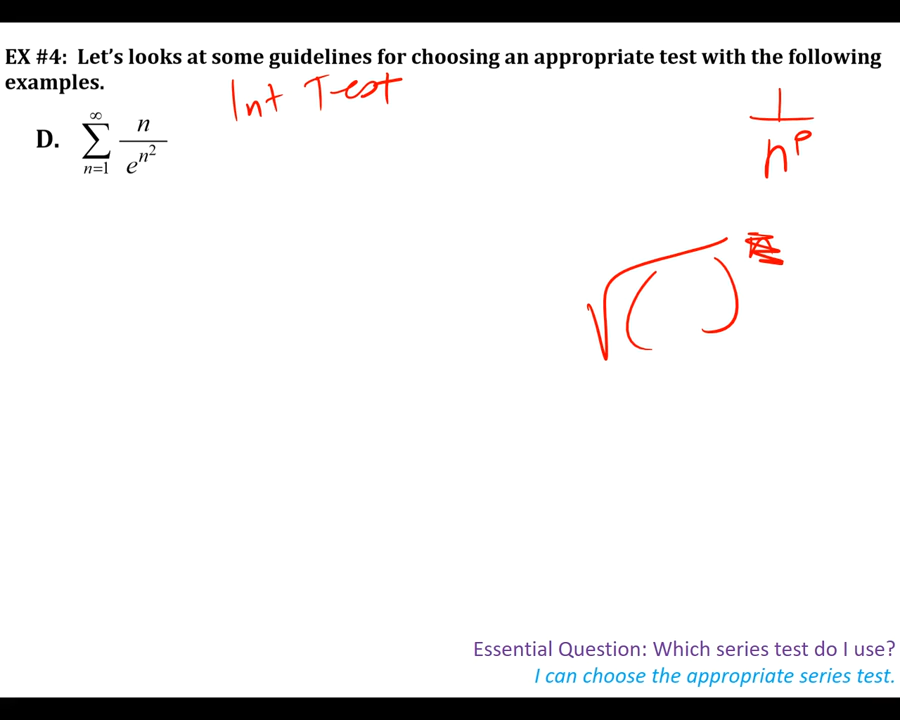 EX #4: Let's looks at some guidelines for choosing an appropriate test with the following
examples.
Int Test
D. ∑_{n=1}^{∞} n/e^{n^2}
1/n^p
√( )
Essential Question: Which series test do I use?
I can choose the appropriate series test.